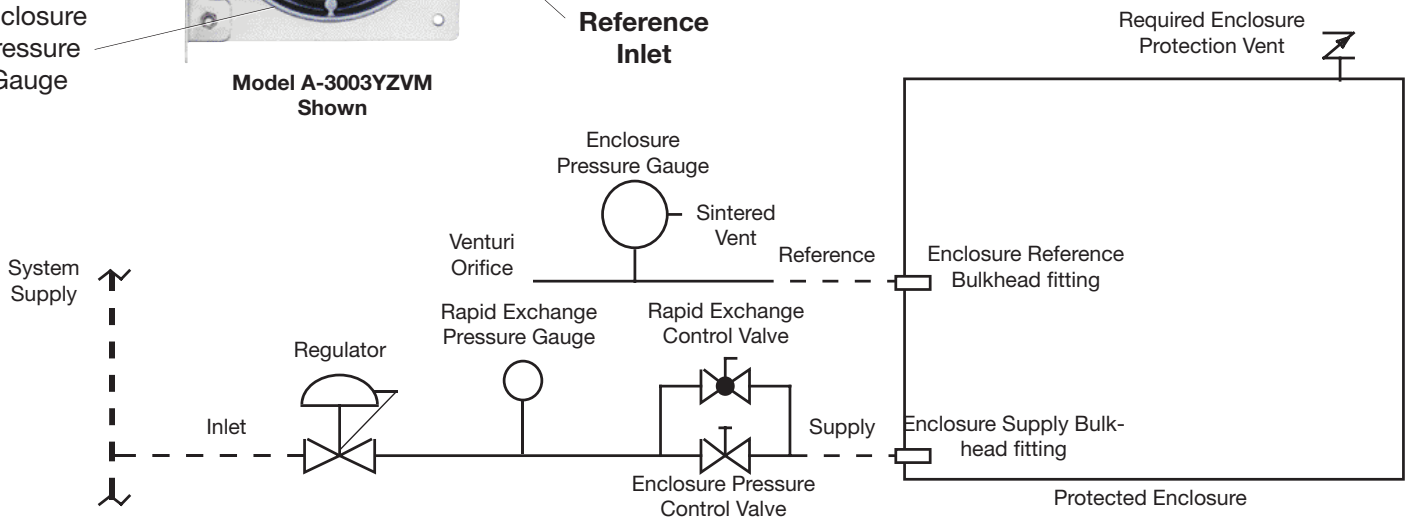 closure
ressure
Gauge
Model A-3003YZVM
Shown
Reference
Inlet
Required Enclosure
Protection Vent
Enclosure
Pressure Gauge
Sintered
Vent
Venturi
Orifice
Reference
Enclosure Reference
Bulkhead fitting
System
Supply
Rapid Exchange
Pressure Gauge
Rapid Exchange
Control Valve
Regulator
Inlet
Supply
Enclosure Supply Bulk-
head fitting
Enclosure Pressure
Control Valve
Protected Enclosure